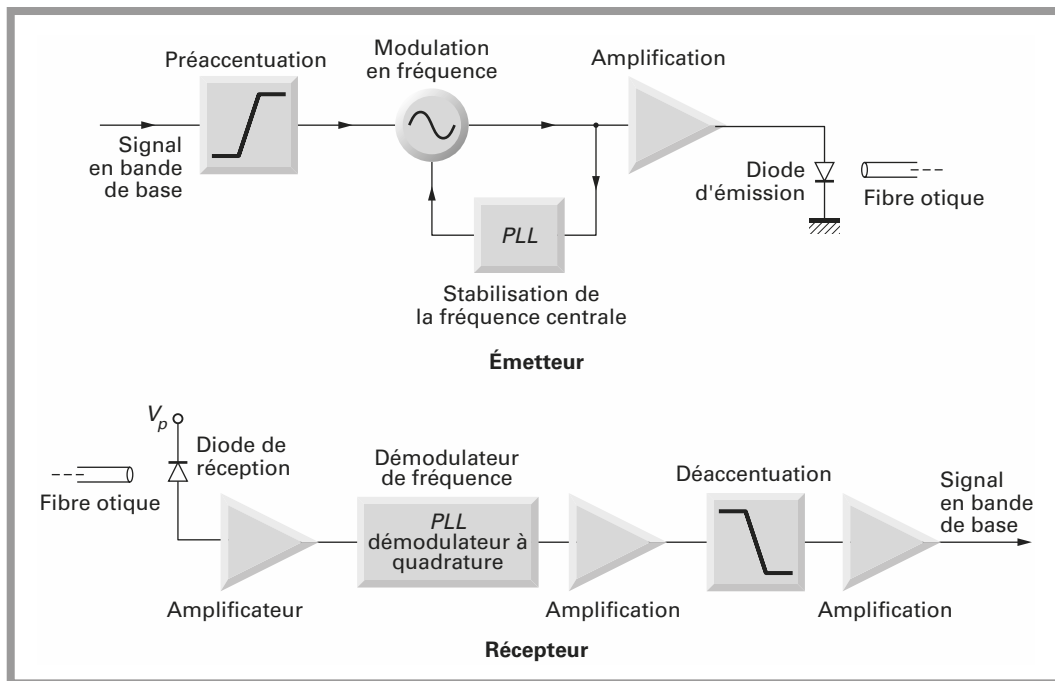 Préaccentuation
Modulation
en fréquence
Amplification
Signal
en bande
de base
PLL
Diode
d'émission
Fibre otique
Stabilisation de
la fréquence centrale
Émetteur
Vp
Diode de
réception
Fibre otique
Démodulateur
de fréquence
Déaccentuation
Signal
en bande
de base
PLL
démodulateur à
quadrature
Amplificateur
Amplification
Amplification
Récepteur